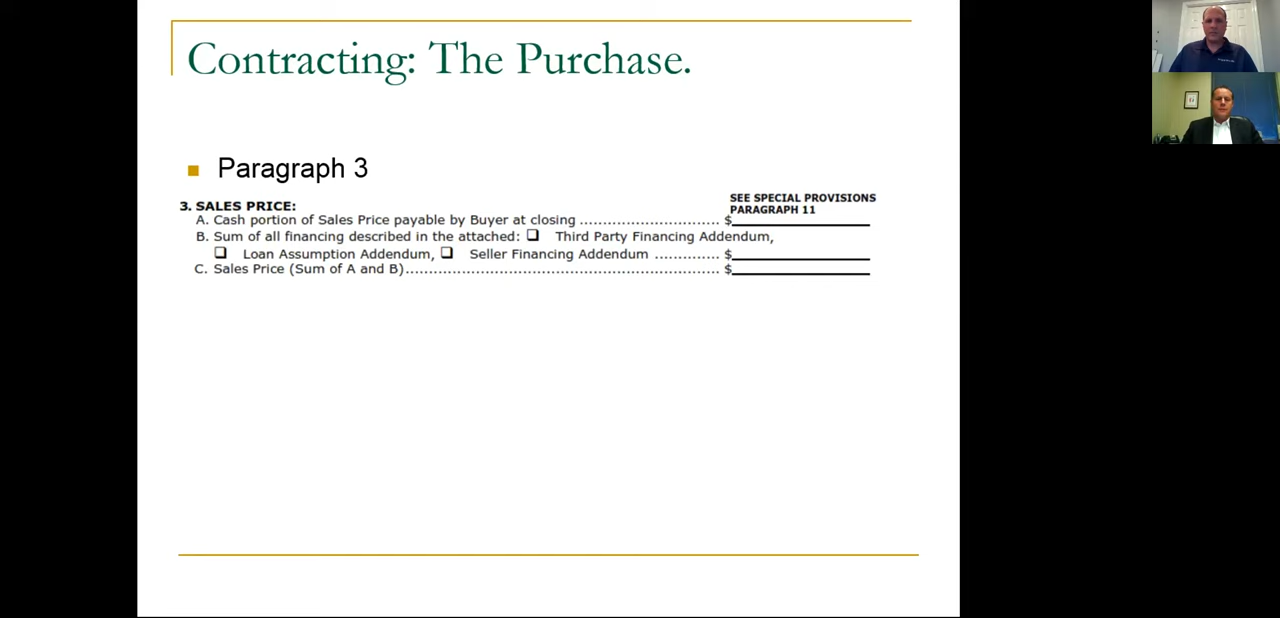 Contracting: The Purchase.
Paragraph 3
SEE SPECIAL PROVISIONS
PARAGRAPH 11
3. SALES PRICE:
A. Cash portion of Sales Price payable by Buyer at closing ................................ $
B. Sum of all financing described in the attached: ❑ Third Party Financing Addendum,
❑ Loan Assumption Addendum, ❑ Seller Financing Addendum .............. $
C. Sales Price (Sum of A and B)........................................................................ $